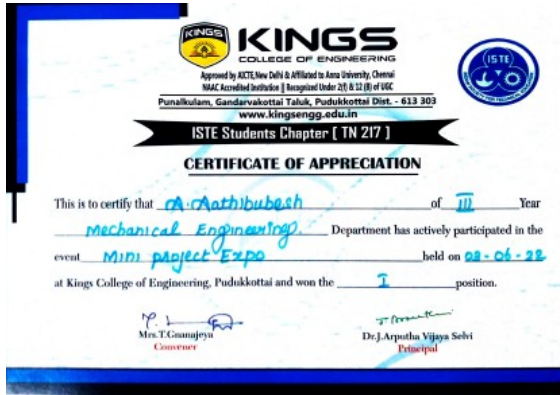 KINGS
KINGS
COLLEGE OF ENGINEERING
Approved by AICTE,New Delhi & Affiliated to Anna University, Chennai
NAAC Accredited Institution || Recognized Under 2(f) & 12 (B) of UGC
Punalkulam, Gandarvakottai Taluk, Pudukkottai Dist. - 613 303
www.kingsengg.edu.in
ISTE
ISTE Students Chapter [ TN 217 ]
CERTIFICATE OF APPRECIATION
This is to certify that A. Aathibubesh of III Year
Mechanical Engineering. Department has actively participated in the
event Mini project Expo held on 02-06-22
at Kings College of Engineering, Pudukkottai and won the I position.
Mrs.T.Gnanajeya Dr.J.Arputha Vijaya Selvi
Convener Principal